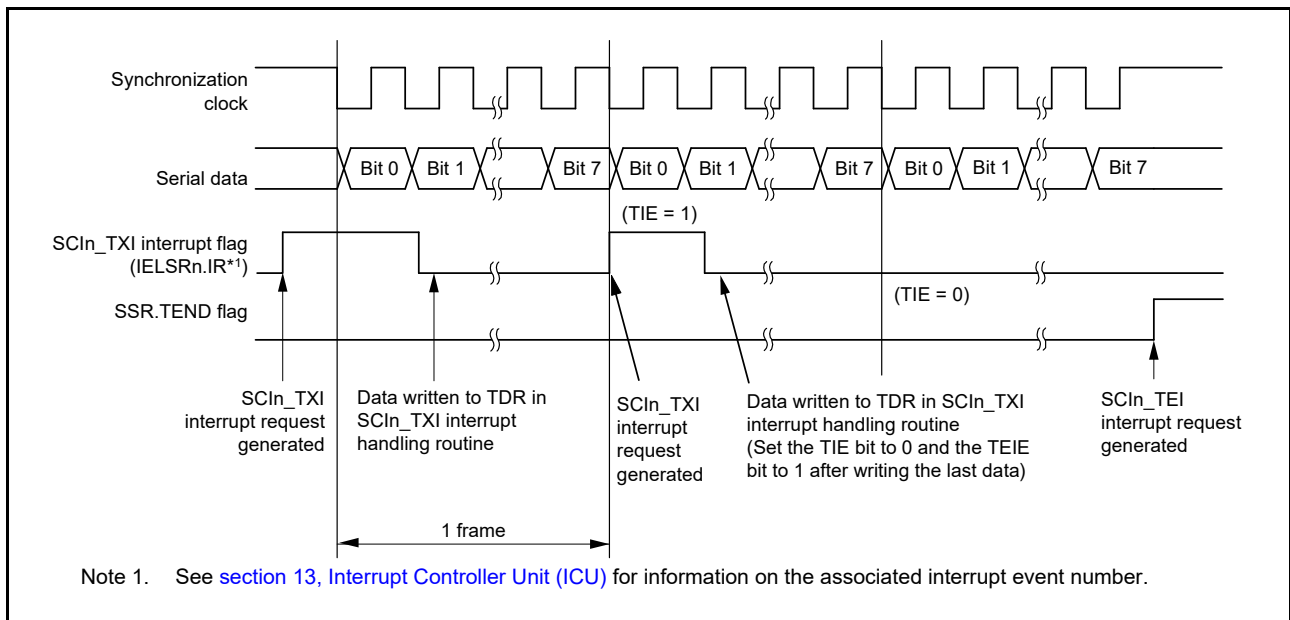 Synchronization
clock
Serial data
Bit 0 Bit 1 Bit 7 Bit 0 Bit 1 Bit 7 Bit 0 Bit 1 Bit 7
(TIE = 1)
SCIn_TXI interrupt flag
(IELSRn.IR*1)
(TIE = 0)
SSR.TEND flag
SCIn_TXI
interrupt request
generated
Data written to TDR in
SCIn_TXI interrupt
handling routine
SCIn_TXI
interrupt
request
generated
Data written to TDR in SCIn_TXI
interrupt handling routine
(Set the TIE bit to 0 and the TEIE
bit to 1 after writing the last data)
SCIn_TEI
interrupt request
generated
1 frame
Note 1. See section 13, Interrupt Controller Unit (ICU) for information on the associated interrupt event number.